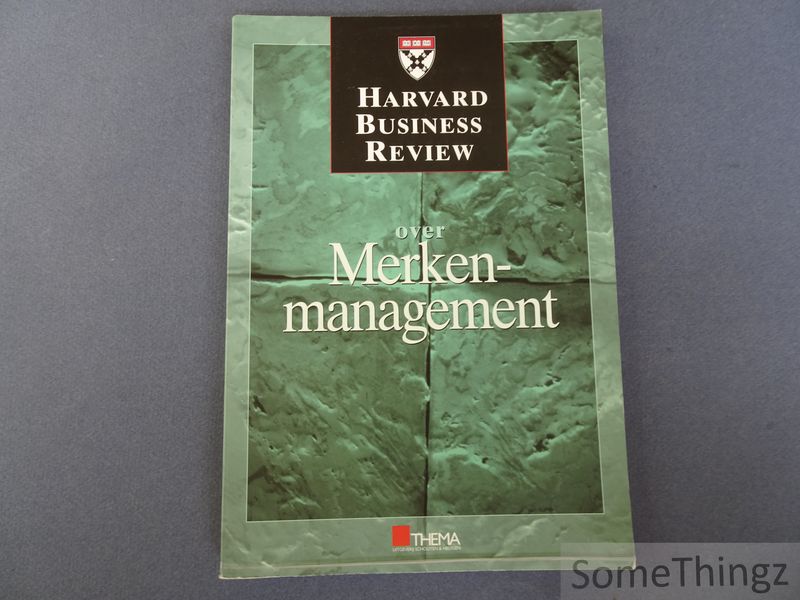 HARVARD
BUSINESS
REVIEW
over
Merken-
management
THEMA
UITGEVERIJ SCHOUTEN & NELISSEN
SomeThingz